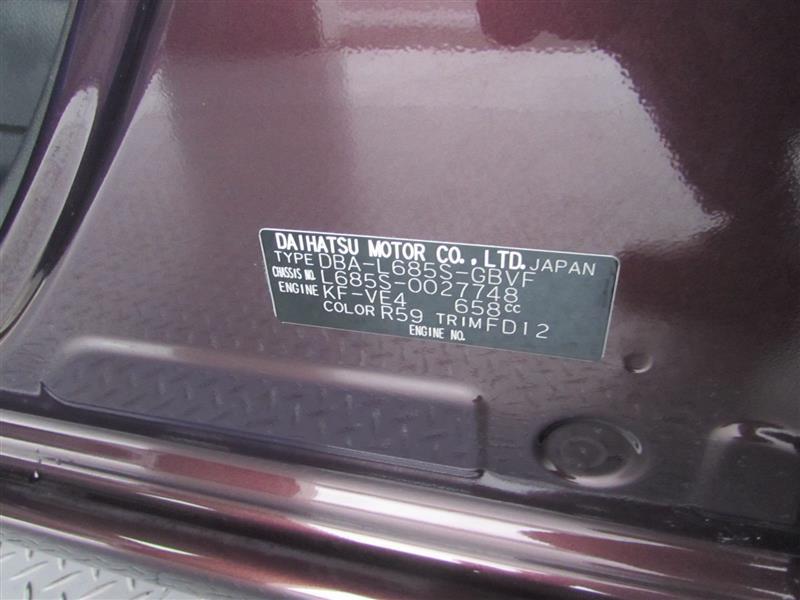 DAIHATSU MOTOR CO., LTD. JAPAN
TYPE DBA-L685S-GBVF
CHASSIS NO. L685S-0027748
ENGINE KF-VE4 658cc
COLOR R59 TRIM FD12
ENGINE NO.